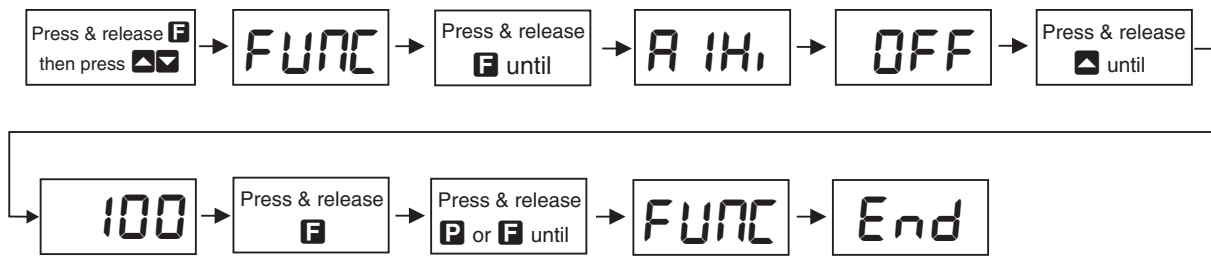 Press & release F
then press
FUNC
Press & release
F until
A1Hi
OFF
Press & release
until
100
Press & release
F
Press & release
P or F until
FUNC
End